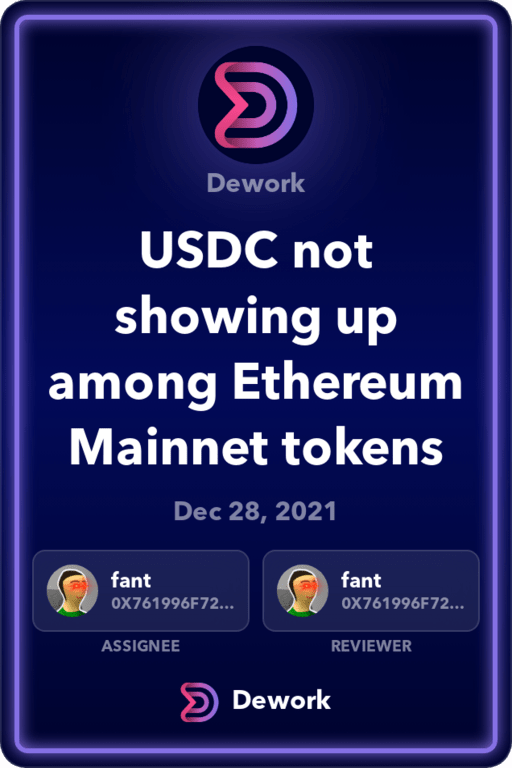 Dework
USDC not
showing up
among Ethereum
Mainnet tokens
Dec 28, 2021
fant
0X761996F72...
ASSIGNEE
fant
0X761996F72...
REVIEWER
Dework